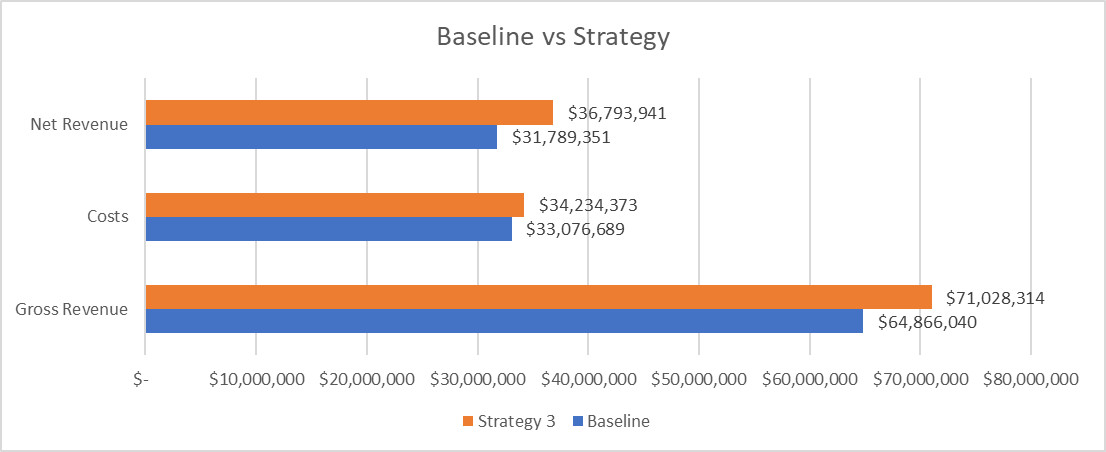 Baseline vs Strategy
Net Revenue
$36,793,941
$31,789,351
Costs
$34,234,373
$33,076,689
Gross Revenue
$71,028,314
$64,866,040
$- $10,000,000 $20,000,000 $30,000,000 $40,000,000 $50,000,000 $60,000,000 $70,000,000 $80,000,000
Strategy 3 Baseline